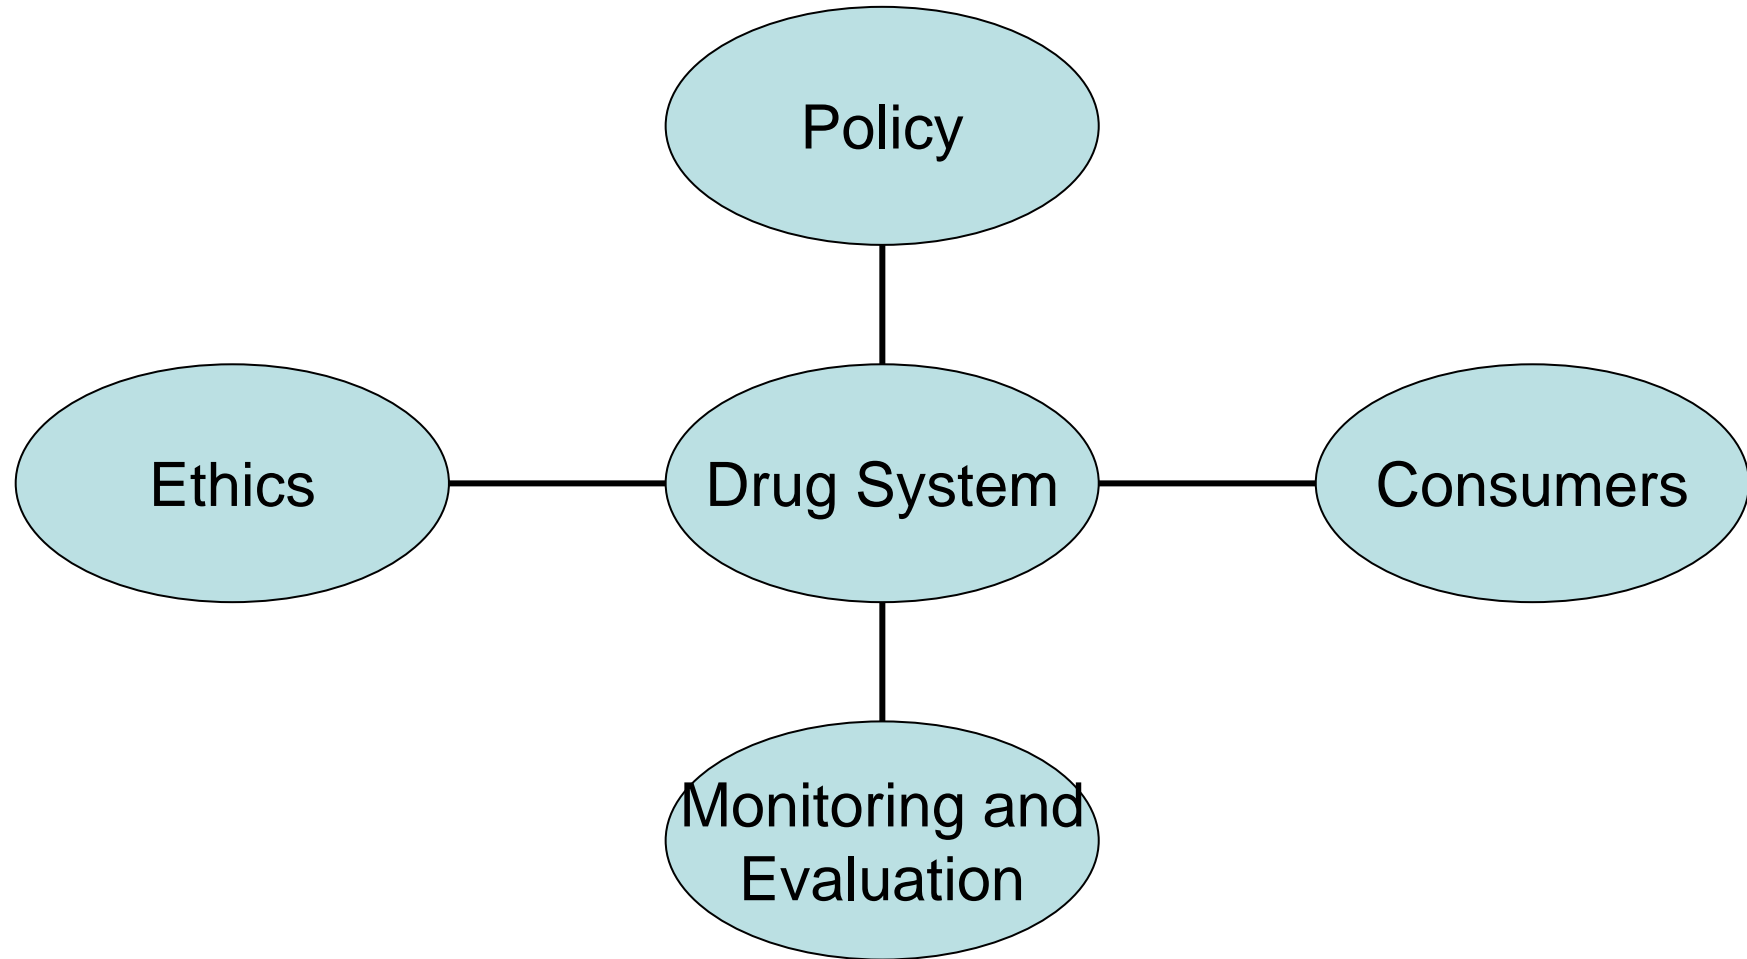 Policy
Ethics
Drug System
Consumers
Monitoring and
Evaluation